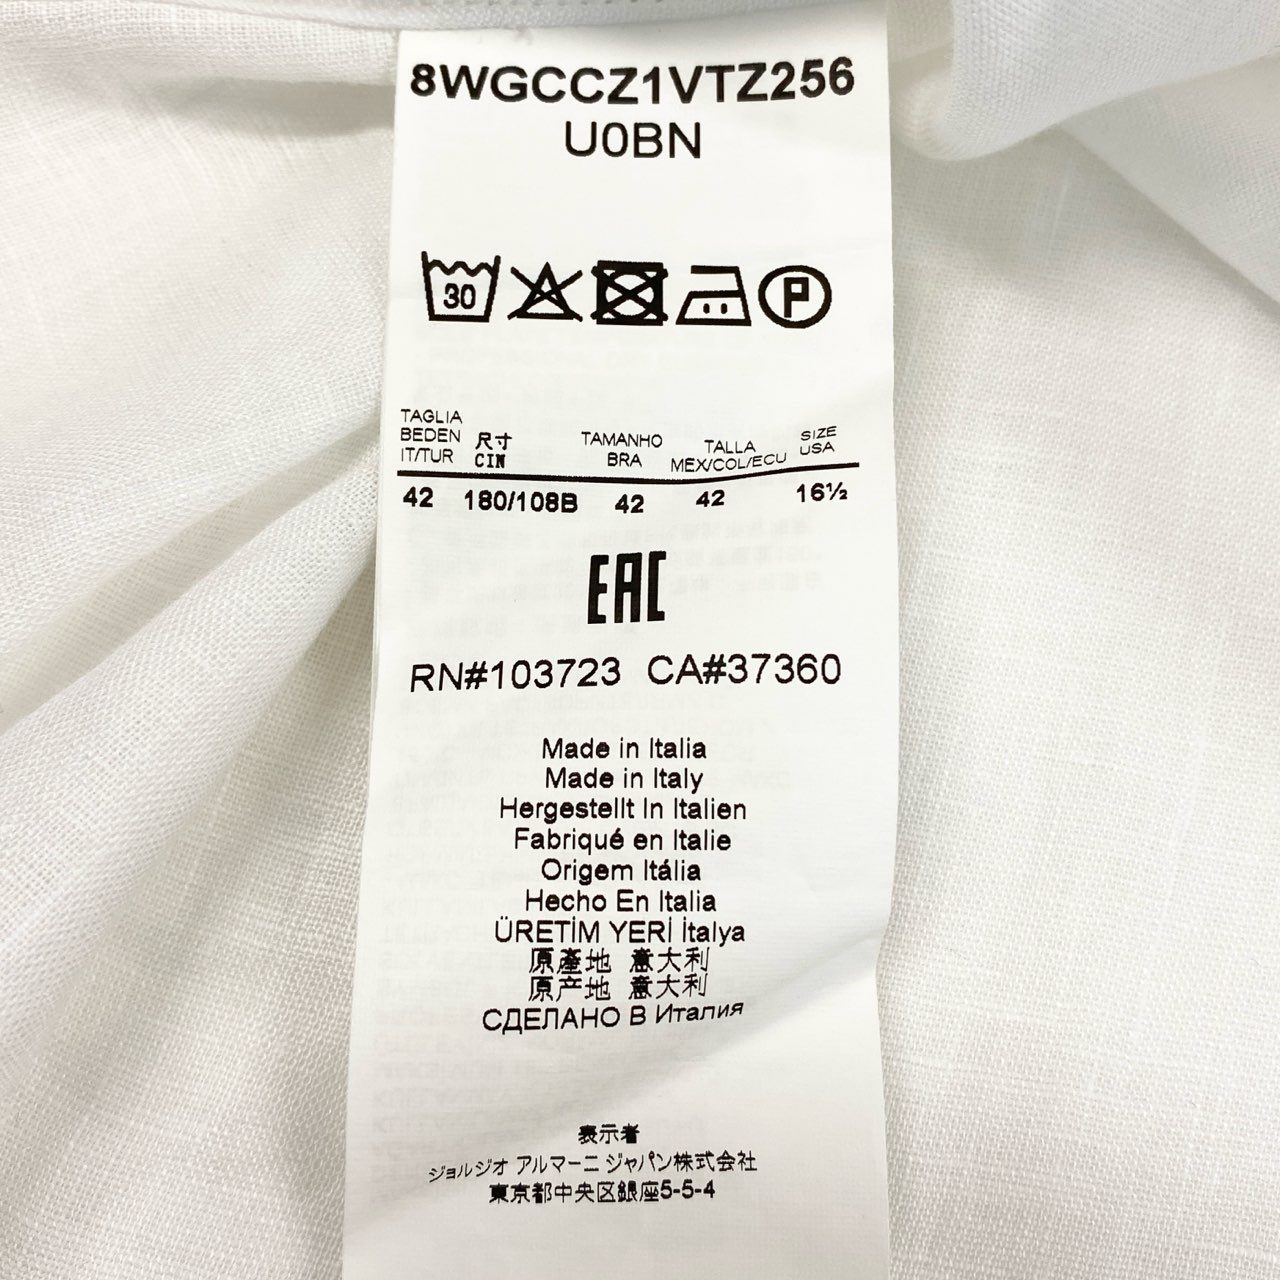 8WGCCZ1VTZ256
U0BN
30
P
TAGLIA BEDEN IT/TUR 尺寸 CIN TAMANHO BRA TALLA MEX/COL/ECU SIZE USA
42 180/108B 42 42 16½
EAC
RN#103723 CA#37360
Made in Italia
Made in Italy
Hergestellt In Italien
Fabriqué en Italie
Origem Itália
Hecho En Italia
ÜRETİM YERİ İtalya
原產地 意大利
原产地 意大利
СДЕЛАНО В Италия
表示者
ジョルジオ アルマーニ ジャパン株式会社
東京都中央区銀座5-5-4